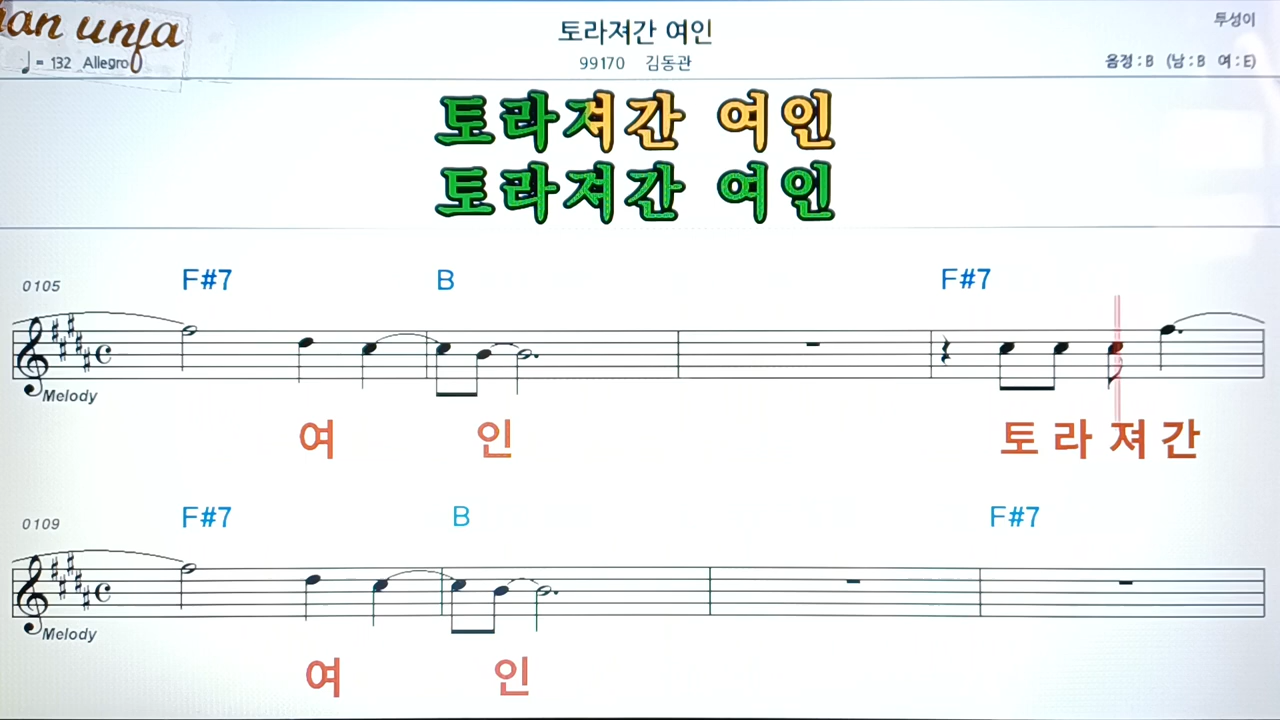 토라져간 여인
투성이
♩= 132 Allegro
99170 김동관
음정 : B (남 : B 여 : E)
토라져간 여인
토라져간 여인
0105 F#7 B F#7
Melody
여 인 토 라 져 간
0109 F#7 B F#7
Melody
여 인